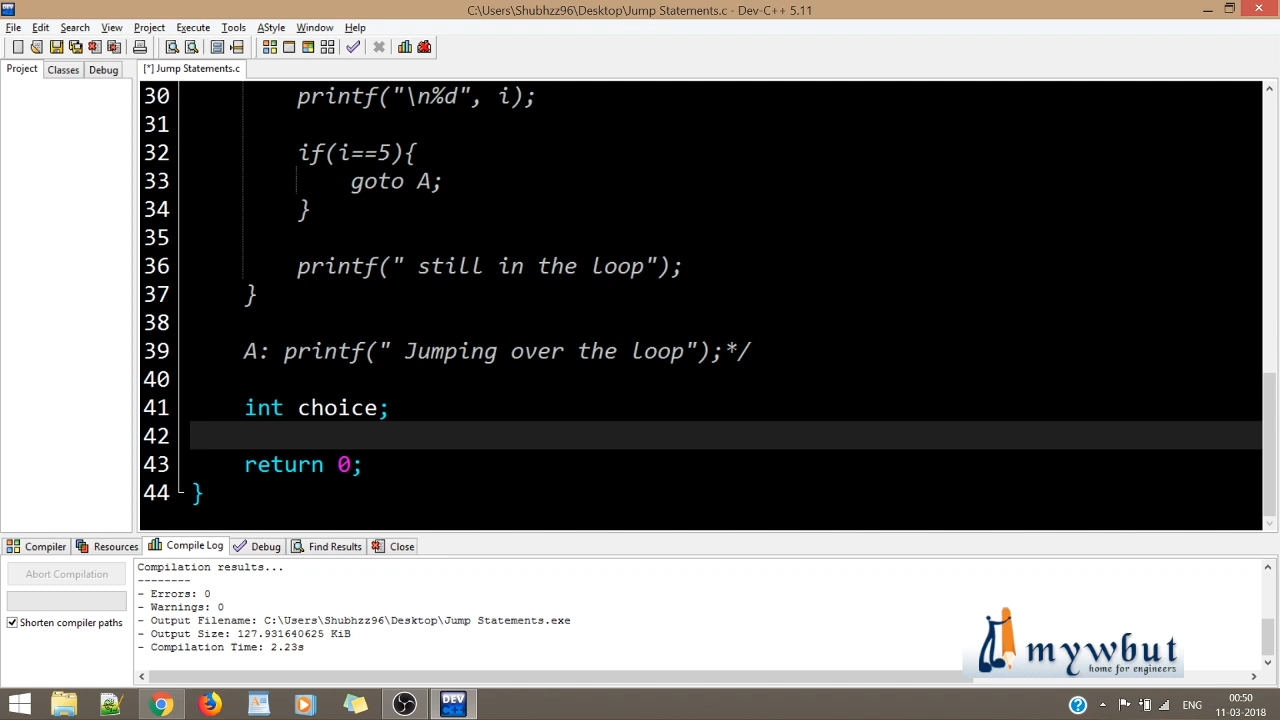 C:\Users\Shubhzz96\Desktop\Jump Statements.c - Dev-C++ 5.11
File Edit Search View Project Execute Tools AStyle Window Help
Project Classes Debug [*] Jump Statements.c
30 printf("\n%d", i);
31
32 if(i==5){
33 goto A;
34 }
35
36 printf(" still in the loop");
37 }
38
39 A: printf(" Jumping over the loop");*/
40
41 int choice;
42
43 return 0;
44 }
Compiler Resources Compile Log Debug Find Results Close
Abort Compilation
Shorten compiler paths
Compilation results...
--------
- Errors: 0
- Warnings: 0
- Output Filename: C:\Users\Shubhzz96\Desktop\Jump Statements.exe
- Output Size: 127.931640625 KiB
- Compilation Time: 2.23s
mywbut
home for engineers
DEV
ENG
00:50
11-03-2018